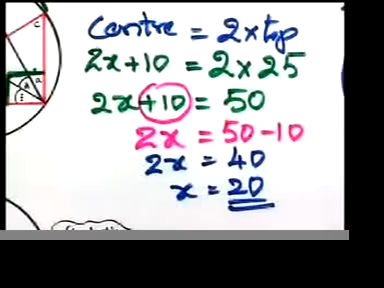 Centre = 2 x top
2x+10 = 2 x 25
2x+10 = 50
2x = 50-10
2x = 40
x = 20